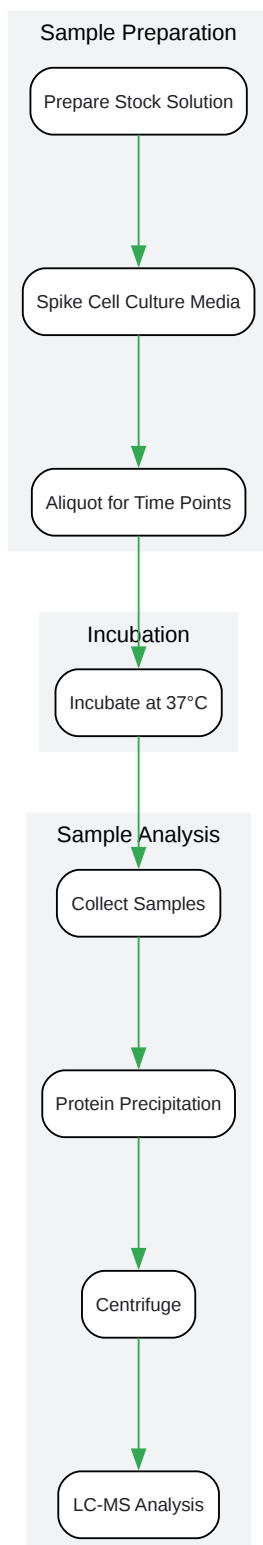 Sample Preparation
Prepare Stock Solution
Spike Cell Culture Media
Aliquot for Time Points
Incubation
Incubate at 37°C
Sample Analysis
Collect Samples
Protein Precipitation
Centrifuge
LC-MS Analysis